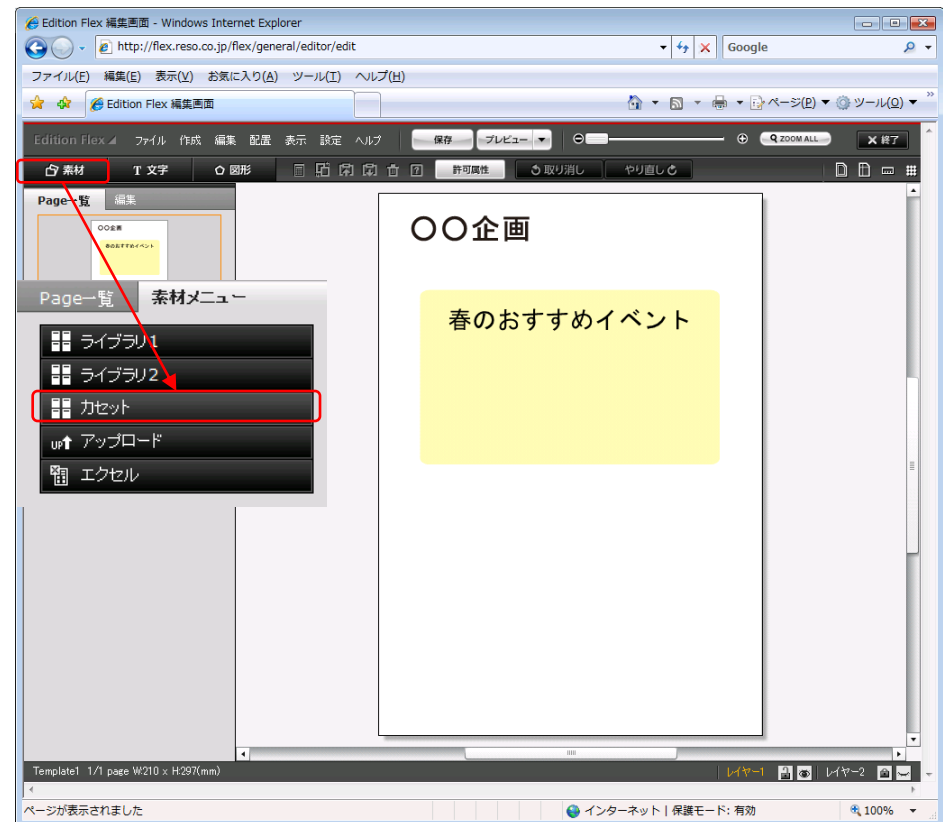 Edition Flex 編集画面 - Windows Internet Explorer
http://flex.reso.co.jp/flex/general/editor/edit
Google
ファイル(F) 編集(E) 表示(V) お気に入り(A) ツール(T) ヘルプ(H)
Edition Flex 編集画面
ページ(P) ツール(O)
Edition Flex ファイル 作成 編集 配置 表示 設定 ヘルプ 保存 プレビュー ZOOM ALL 終了
素材 T 文字 図形 許可属性 取り消し やり直し
Page一覧 編集
〇〇企画
春のおすすめイベント
〇〇企画
春のおすすめイベント
Page一覧 素材メニュー
ライブラリ1
ライブラリ2
カセット
UP アップロード
エクセル
Template1 1/1 page W:210 x H:297(mm)
レイヤー1 レイヤー2
ページが表示されました
インターネット | 保護モード: 有効
100%